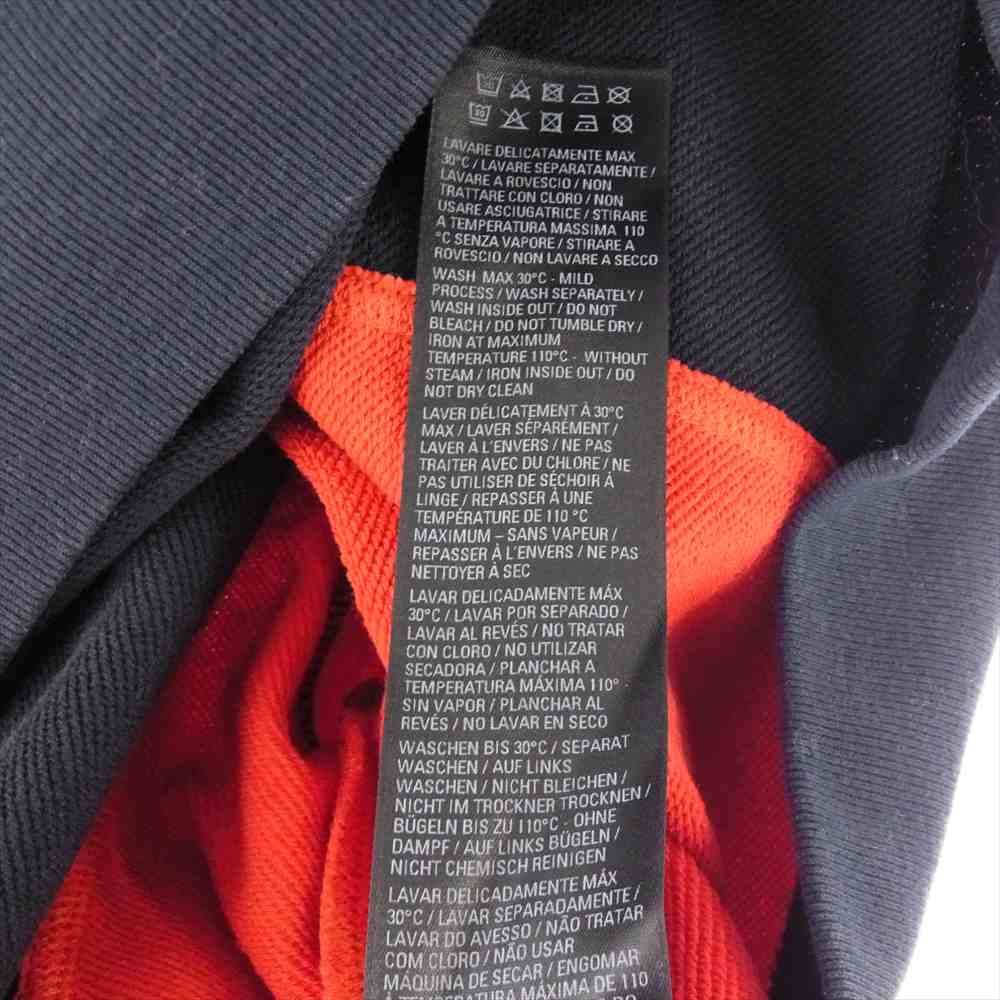 30
30
LAVARE DELICATAMENTE MAX
30°C / LAVARE SEPARATAMENTE /
LAVARE A ROVESCIO / NON
TRATTARE CON CLORO / NON
USARE ASCIUGATRICE / STIRARE
A TEMPERATURA MASSIMA 110
°C SENZA VAPORE / STIRARE A
ROVESCIO / NON LAVARE A SECCO
WASH MAX 30°C - MILD
PROCESS / WASH SEPARATELY /
WASH INSIDE OUT / DO NOT
BLEACH / DO NOT TUMBLE DRY /
IRON AT MAXIMUM
TEMPERATURE 110°C - WITHOUT
STEAM / IRON INSIDE OUT / DO
NOT DRY CLEAN
LAVER DÉLICATEMENT À 30°C
MAX / LAVER SÉPARÉMENT /
LAVER À L'ENVERS / NE PAS
TRAITER AVEC DU CHLORE / NE
PAS UTILISER DE SÉCHOIR À
LINGE / REPASSER À UNE
TEMPÉRATURE DE 110 °C
MAXIMUM – SANS VAPEUR /
REPASSER À L'ENVERS / NE PAS
NETTOYER À SEC
LAVAR DELICADAMENTE MÁX
30°C / LAVAR POR SEPARADO /
LAVAR AL REVÉS / NO TRATAR
CON CLORO / NO UTILIZAR
SECADORA / PLANCHAR A
TEMPERATURA MÁXIMA 110° -
SIN VAPOR / PLANCHAR AL
REVÉS / NO LAVAR EN SECO
WASCHEN BIS 30°C / SEPARAT
WASCHEN / AUF LINKS
WASCHEN / NICHT BLEICHEN /
NICHT IM TROCKNER TROCKNEN /
BÜGELN BIS ZU 110°C - OHNE
DAMPF / AUF LINKS BÜGELN /
NICHT CHEMISCH REINIGEN
LAVAR DELICADAMENTE MÁX
30°C / LAVAR SEPARADAMENTE /
LAVAR DO AVESSO / NÃO TRATAR
COM CLORO / NÃO USAR
MÁQUINA DE SECAR / ENGOMAR
À TEMPERATURA MÁXIMA DE 110